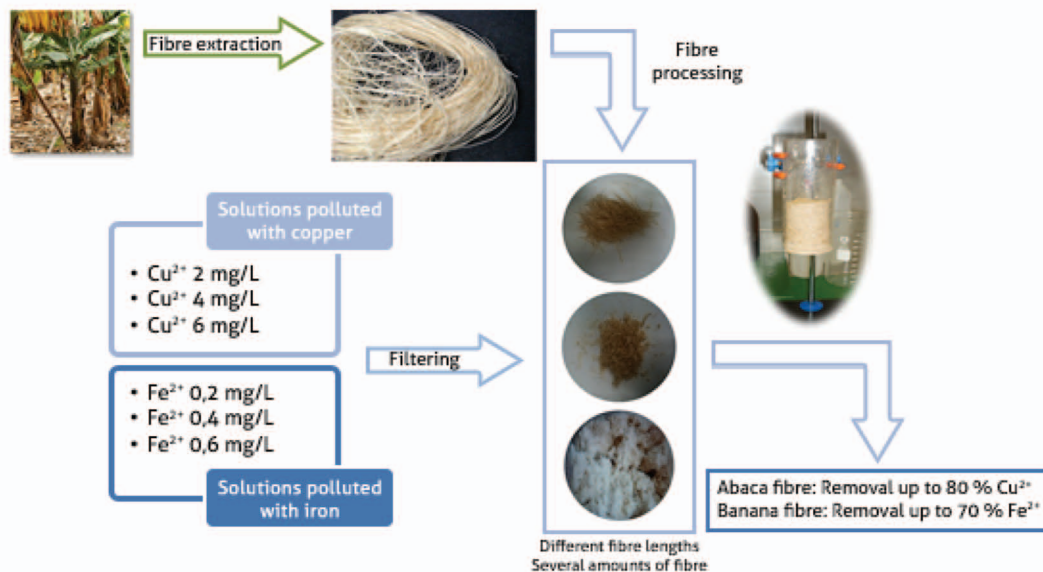 Fibre extraction
Fibre
processing
Solutions polluted
with copper
• Cu²⁺ 2 mg/L
• Cu²⁺ 4 mg/L
• Cu²⁺ 6 mg/L
Filtering
• Fe²⁺ 0,2 mg/L
• Fe²⁺ 0,4 mg/L
• Fe²⁺ 0,6 mg/L
Solutions polluted
with iron
Abaca fibre: Removal up to 80 % Cu²⁺
Banana fibre: Removal up to 70 % Fe²⁺
Different fibre lengths
Several amounts of fibre